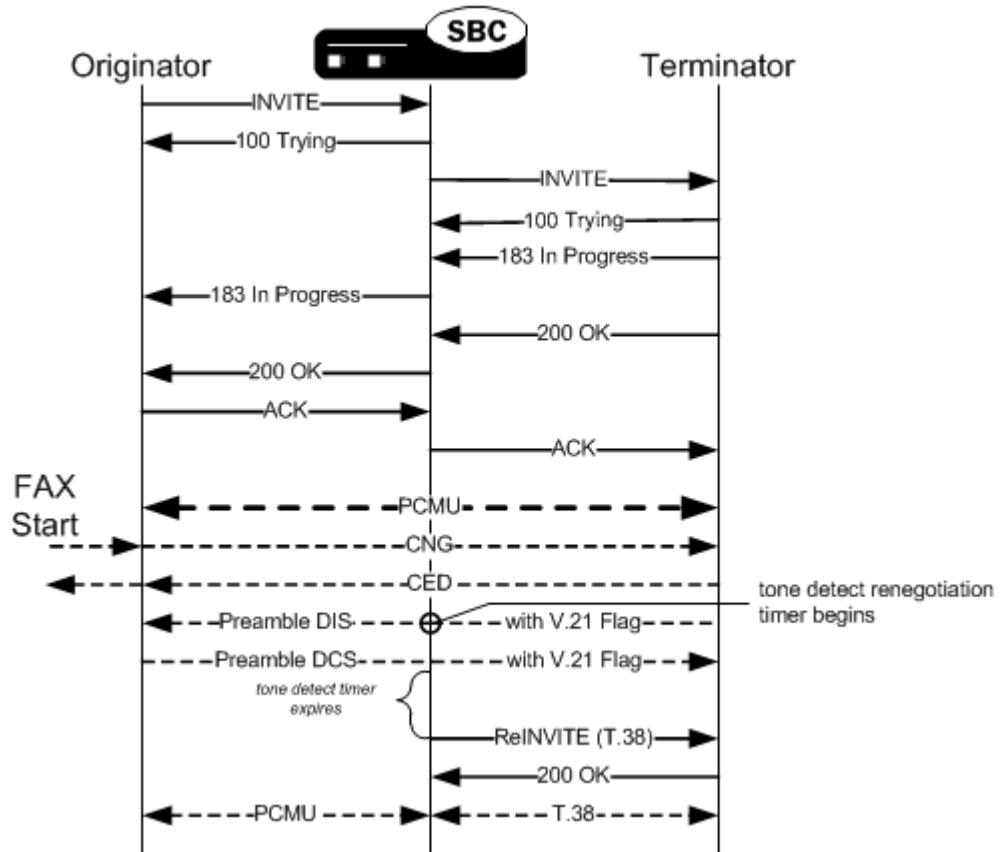 SBC
Originator
Terminator
INVITE
100 Trying
INVITE
100 Trying
183 In Progress
183 In Progress
200 OK
200 OK
ACK
ACK
FAX
Start
PCMU
CNG
CED
tone detect renegotiation
timer begins
Preamble DIS
with V.21 Flag
Preamble DCS
with V.21 Flag
tone detect timer
expires
ReINVITE (T.38)
200 OK
PCMU
T.38